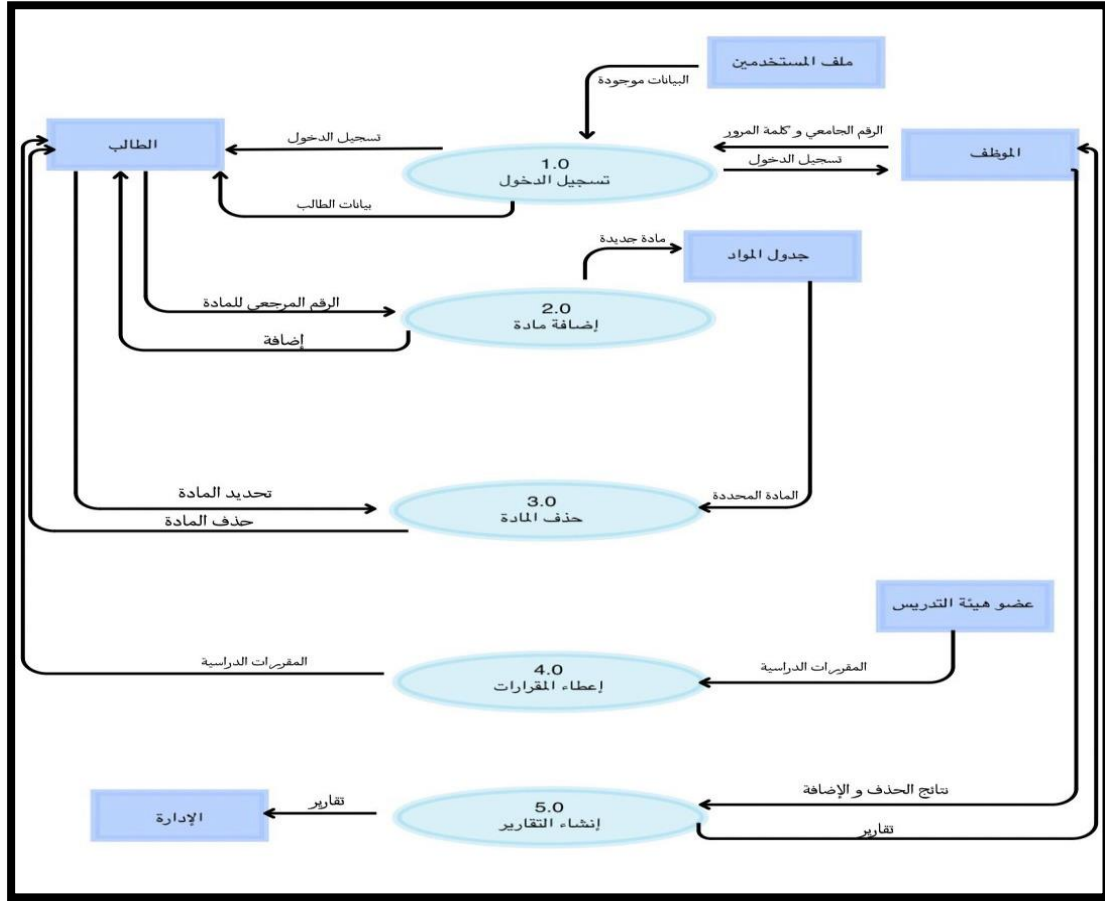 ملف المستخدمين
البيانات موجودة
الرقم الجامعي و كلمة المرور
الموظف
تسجيل الدخول
الطالب
تسجيل الدخول
1.0
تسجيل الدخول
بيانات الطالب
مادة جديدة
جدول المواد
2.0
إضافة مادة
الرقم المرجعي للمادة
إضافة
المادة المحددة
3.0
حذف المادة
تحديد المادة
حذف المادة
عضو هيئة التدريس
المقررات الدراسية
4.0
إعطاء المقرارات
المقررات الدراسية
نتائج الحذف و الإضافة
5.0
إنشاء التقارير
تقارير
تقارير
الإدارة